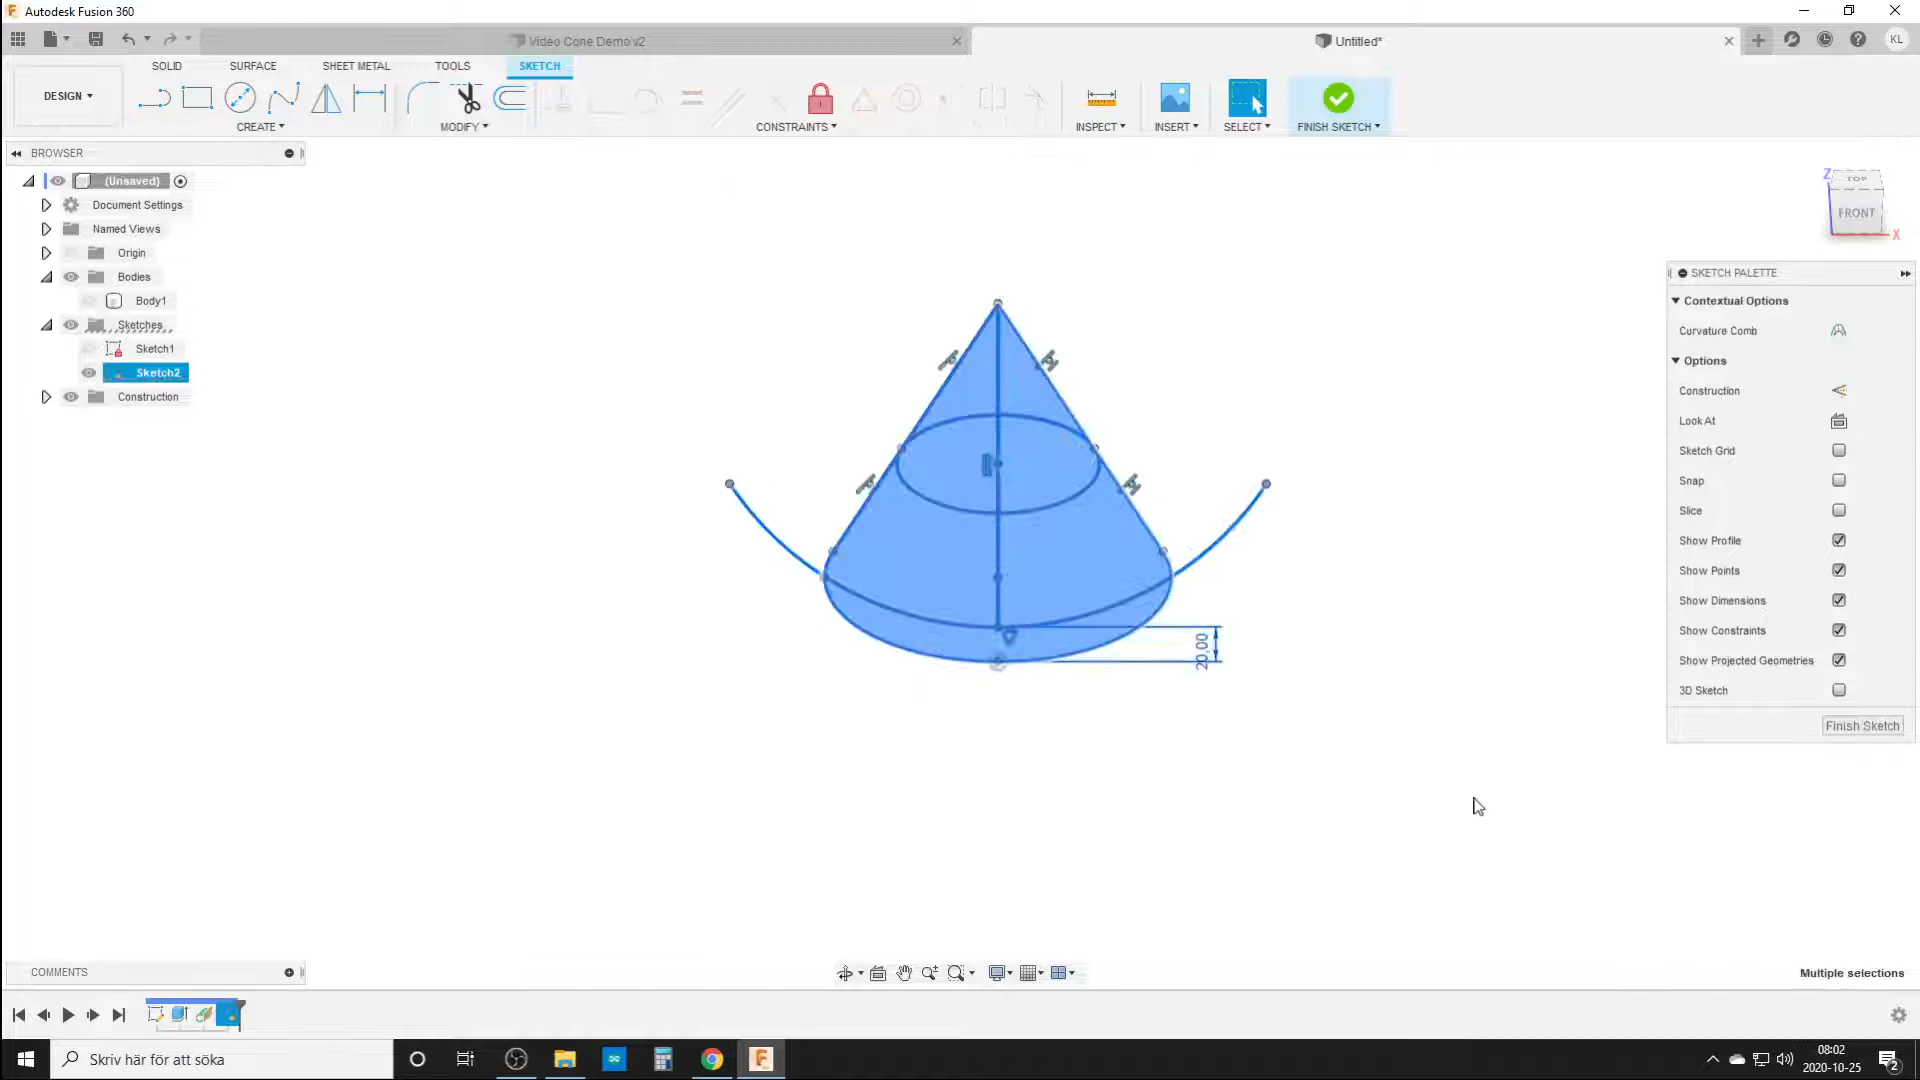 Autodesk Fusion 360
Video Cone Demo v2
Untitled*
KL
SOLID
SURFACE
SHEET METAL
TOOLS
SKETCH
DESIGN
CREATE
MODIFY
CONSTRAINTS
INSPECT
INSERT
SELECT
FINISH SKETCH
BROWSER
(Unsaved)
Document Settings
Named Views
Origin
Bodies
Body1
Sketches
Sketch1
Sketch2
Construction
Z
TOP
FRONT
X
SKETCH PALETTE
Contextual Options
Curvature Comb
Options
Construction
Look At
Sketch Grid
Snap
Slice
Show Profile
Show Points
Show Dimensions
Show Constraints
Show Projected Geometries
3D Sketch
Finish Sketch
20,00
COMMENTS
Multiple selections
Skriv här för att söka
08:02
2020-10-25
2